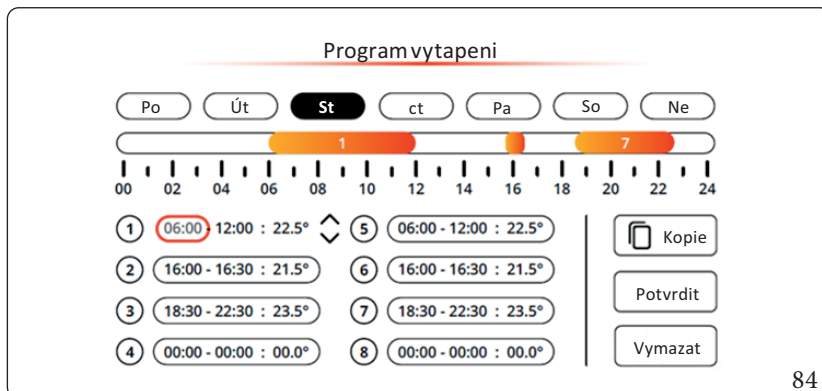 Program vytapeni
Po Út St ct Pa So Ne
1 7
00 02 04 06 08 10 12 14 16 18 20 22 24
1 06:00 - 12:00 : 22.5° 5 06:00 - 12:00 : 22.5° Kopie
2 16:00 - 16:30 : 21.5° 6 16:00 - 16:30 : 21.5°
Potvrdit
3 18:30 - 22:30 : 23.5° 7 18:30 - 22:30 : 23.5°
4 00:00 - 00:00 : 00.0° 8 00:00 - 00:00 : 00.0° Vymazat
84